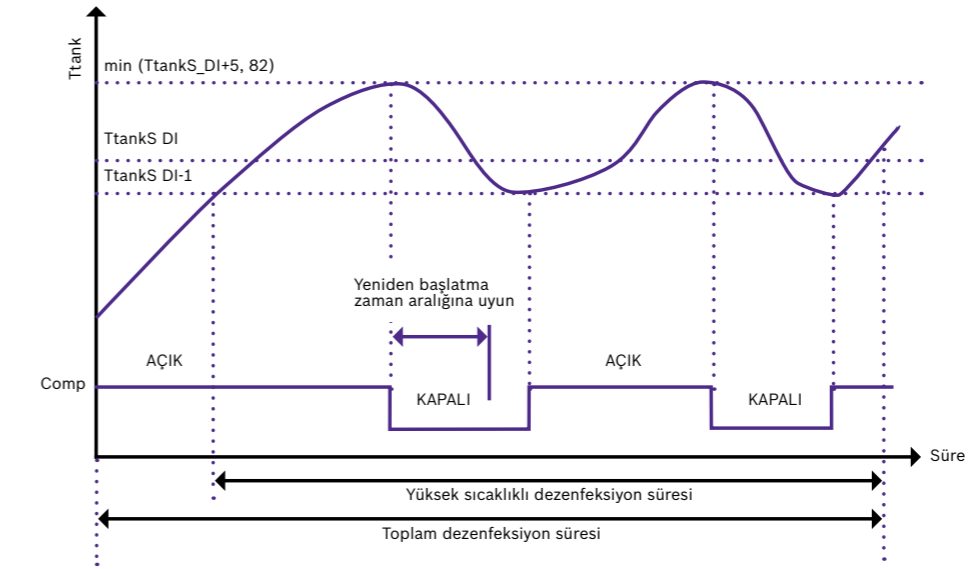 Ttank
min (TtankS_DI+5, 82)
TtankS DI
TtankS DI-1
Yeniden başlatma
zaman aralığına uyun
AÇIK
AÇIK
Comp
KAPALI
KAPALI
Süre
Yüksek sıcaklıklı dezenfeksiyon süresi
Toplam dezenfeksiyon süresi